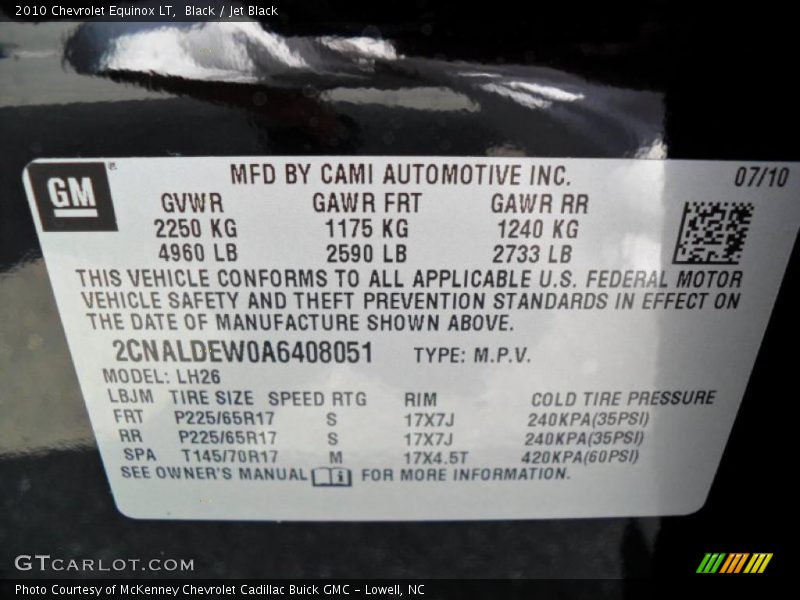 2010 Chevrolet Equinox LT,  Black / Jet Black
GM
MFD BY CAMI AUTOMOTIVE INC.
07/10
GVWR GAWR FRT GAWR RR
2250 KG 1175 KG 1240 KG
4960 LB 2590 LB 2733 LB
THIS VEHICLE CONFORMS TO ALL APPLICABLE U.S. FEDERAL MOTOR
VEHICLE SAFETY AND THEFT PREVENTION STANDARDS IN EFFECT ON
THE DATE OF MANUFACTURE SHOWN ABOVE.
2CNALDEW0A6408051 TYPE: M.P.V.
MODEL: LH26
LBJM TIRE SIZE SPEED RTG RIM COLD TIRE PRESSURE
FRT P225/65R17 S 17X7J 240KPA(35PSI)
RR P225/65R17 S 17X7J 240KPA(35PSI)
SPA T145/70R17 M 17X4.5T 420KPA(60PSI)
SEE OWNER'S MANUAL i FOR MORE INFORMATION.
GTCARLOT.COM
Photo Courtesy of McKenney Chevrolet Cadillac Buick GMC - Lowell, NC